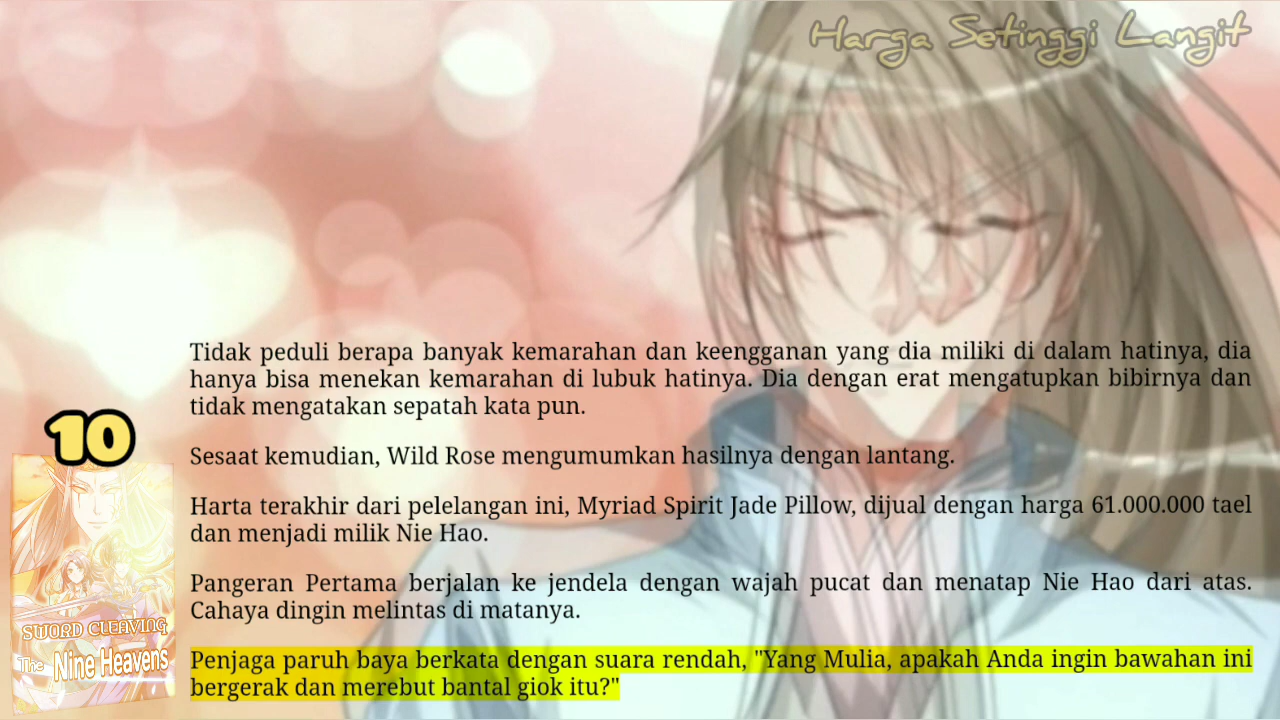 Harga Setinggi Langit
Tidak peduli berapa banyak kemarahan dan keengganan yang dia miliki di dalam hatinya, dia
hanya bisa menekan kemarahan di lubuk hatinya. Dia dengan erat mengatupkan bibirnya dan
tidak mengatakan sepatah kata pun.
Sesaat kemudian, Wild Rose mengumumkan hasilnya dengan lantang.
Harta terakhir dari pelelangan ini, Myriad Spirit Jade Pillow, dijual dengan harga 61.000.000 tael
dan menjadi milik Nie Hao.
Pangeran Pertama berjalan ke jendela dengan wajah pucat dan menatap Nie Hao dari atas.
Cahaya dingin melintas di matanya.
Penjaga paruh baya berkata dengan suara rendah, "Yang Mulia, apakah Anda ingin bawahan ini
bergerak dan merebut bantal giok itu?"
10
SWORD CLEAVING
The Nine Heavens